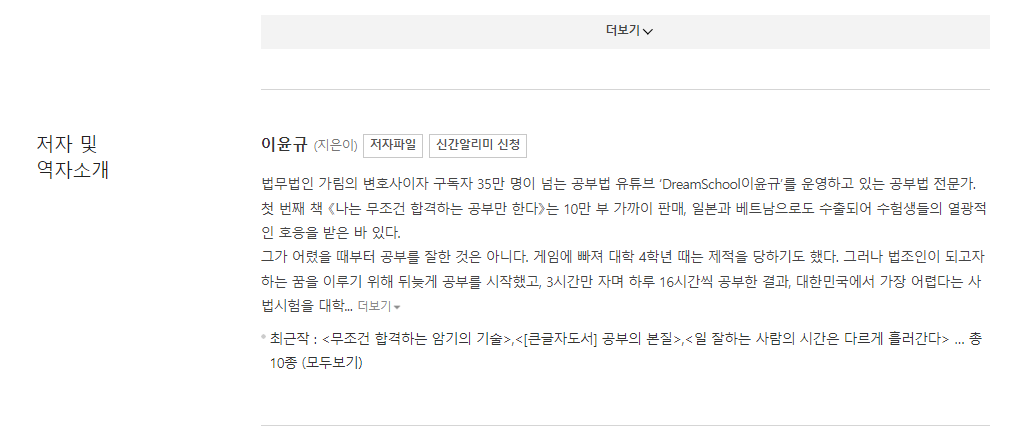 더보기
저자 및
역자소개
이윤규 (지은이) 저자파일 신간알리미 신청
법무법인 가림의 변호사이자 구독자 35만 명이 넘는 공부법 유튜브 ‘DreamSchool이윤규’를 운영하고 있는 공부법 전문가.
첫 번째 책 《나는 무조건 합격하는 공부만 한다》는 10만 부 가까이 판매, 일본과 베트남으로도 수출되어 수험생들의 열광적
인 호응을 받은 바 있다.
그가 어렸을 때부터 공부를 잘한 것은 아니다. 게임에 빠져 대학 4학년 때는 제적을 당하기도 했다. 그러나 법조인이 되고자
하는 꿈을 이루기 위해 뒤늦게 공부를 시작했고, 3시간만 자며 하루 16시간씩 공부한 결과, 대한민국에서 가장 어렵다는 사
법시험을 대학... 더보기
최근작 : <무조건 합격하는 암기의 기술>,<[큰글자도서] 공부의 본질>,<일 잘하는 사람의 시간은 다르게 흘러간다> … 총
10종 (모두보기)